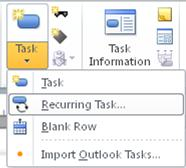 Task
Task
Information
Task
Recurring Task...
Blank Row
Import Outlook Tasks...